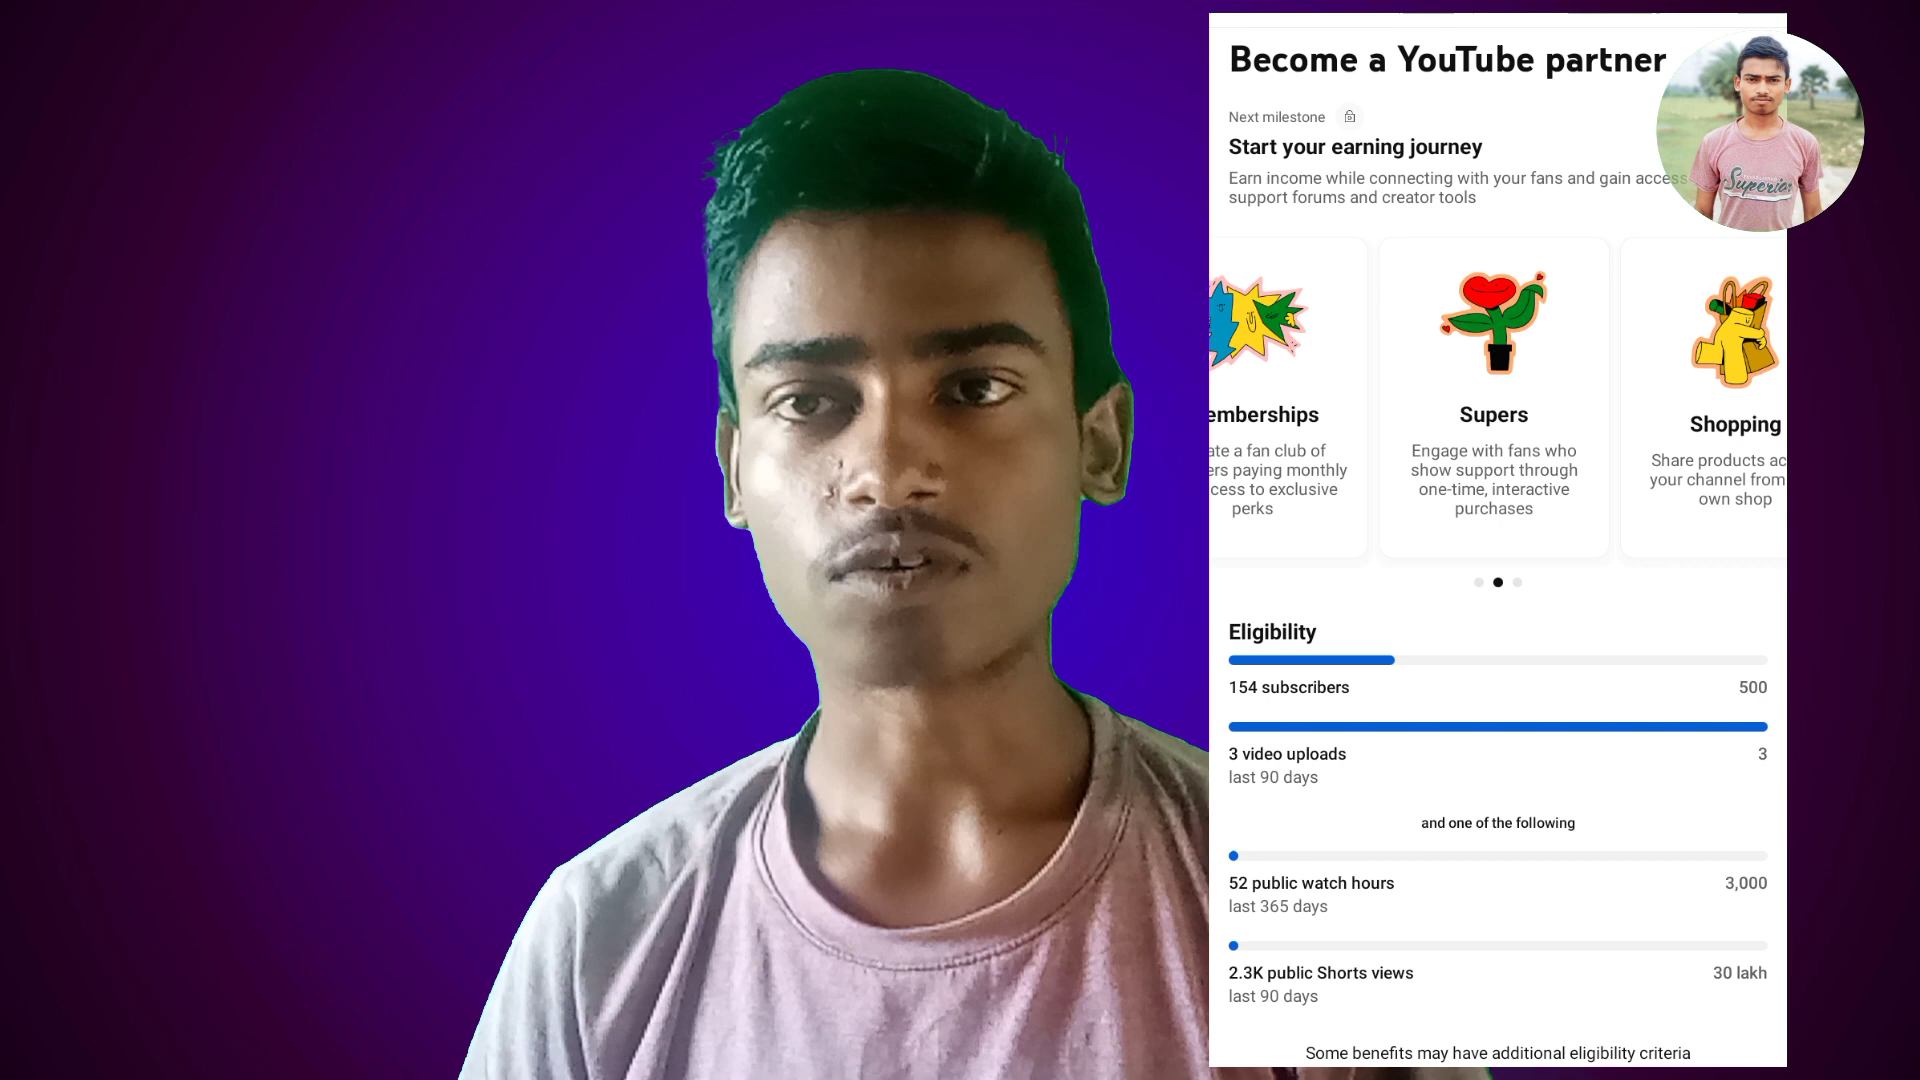 Become a YouTube partner
Next milestone
Start your earning journey
Earn income while connecting with your fans and gain access
support forums and creator tools
Superior
emberships
ate a fan club of
ers paying monthly
cess to exclusive
perks
Supers
Engage with fans who
show support through
one-time, interactive
purchases
Shopping
Share products ac
your channel from
own shop
Eligibility
154 subscribers 500
3 video uploads 3
last 90 days
and one of the following
52 public watch hours 3,000
last 365 days
2.3K public Shorts views 30 lakh
last 90 days
Some benefits may have additional eligibility criteria